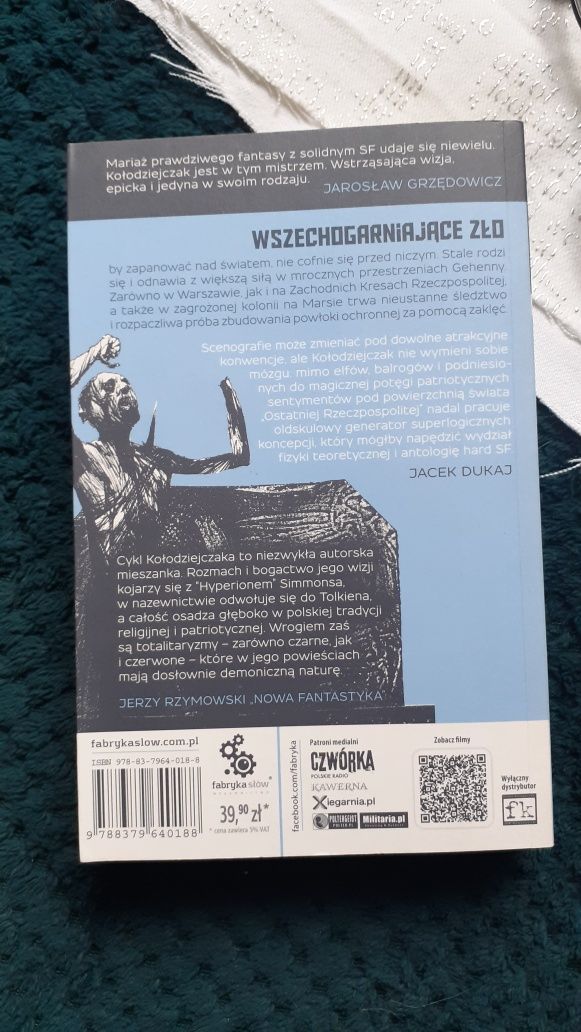 Mariaż prawdziwego fantasy z solidnym SF udaje się niewielu.
Kołodziejczak jest w tym mistrzem. Wstrząsająca wizja,
epicka i jedyna w swoim rodzaju.
JAROSŁAW GRZĘDOWICZ
WSZECHOGARNIAJĄCE ZŁO
by zapanować nad światem, nie cofnie się przed niczym. Stale rodzi
się i odnawia z większą siłą w mrocznych przestrzeniach Gehenny.
Zarówno w Warszawie, jak i na Zachodnich Kresach Rzeczpospolitej,
a także w zagrożonej kolonii na Marsie trwa nieustanne śledztwo
i rozpaczliwa próba zbudowania powłoki ochronnej za pomocą zaklęć.
Scenografie może zmieniać pod dowolne atrakcyjne
konwencje, ale Kołodziejczak nie wymieni sobie
mózgu: mimo elfów, balrogów i podniesio-
nych do magicznej potęgi patriotycznych
sentymentów pod powierzchnią świata
„Ostatniej Rzeczpospolitej” nadal pracuje
oldskulowy generator superlogicznych
koncepcji, który mógłby napędzić wydział
fizyki teoretycznej i antologię hard SF.
JACEK DUKAJ
Cykl Kołodziejczaka to niezwykła autorska
mieszanka. Rozmach i bogactwo jego wizji
kojarzy się z "Hyperionem" Simmonsa,
w nazewnictwie odwołuje się do Tolkiena,
a całość osadza głęboko w polskiej tradycji
religijnej i patriotycznej. Wrogiem zaś
są totalitaryzmy – zarówno czarne, jak
i czerwone – które w jego powieściach
mają dosłownie demoniczną naturę.
JERZY RZYMOWSKI „NOWA FANTASTYKA”
fabrykaslow.com.pl
ISBN 978-83-7964-018-8
9 788379 640188
fabryka słów®
wydawnictwo
39,90 zł*
* cena zawiera 5% VAT
facebook.com/fabryka
Patroni medialni
CZWÓRKA
POLSKIE RADIO
KAWERNA
Xiegarnia.pl
POLTERGEIST
POLTER.PL
Militaria.pl
Zobacz filmy
Wyłączny
dystrybutor
fk